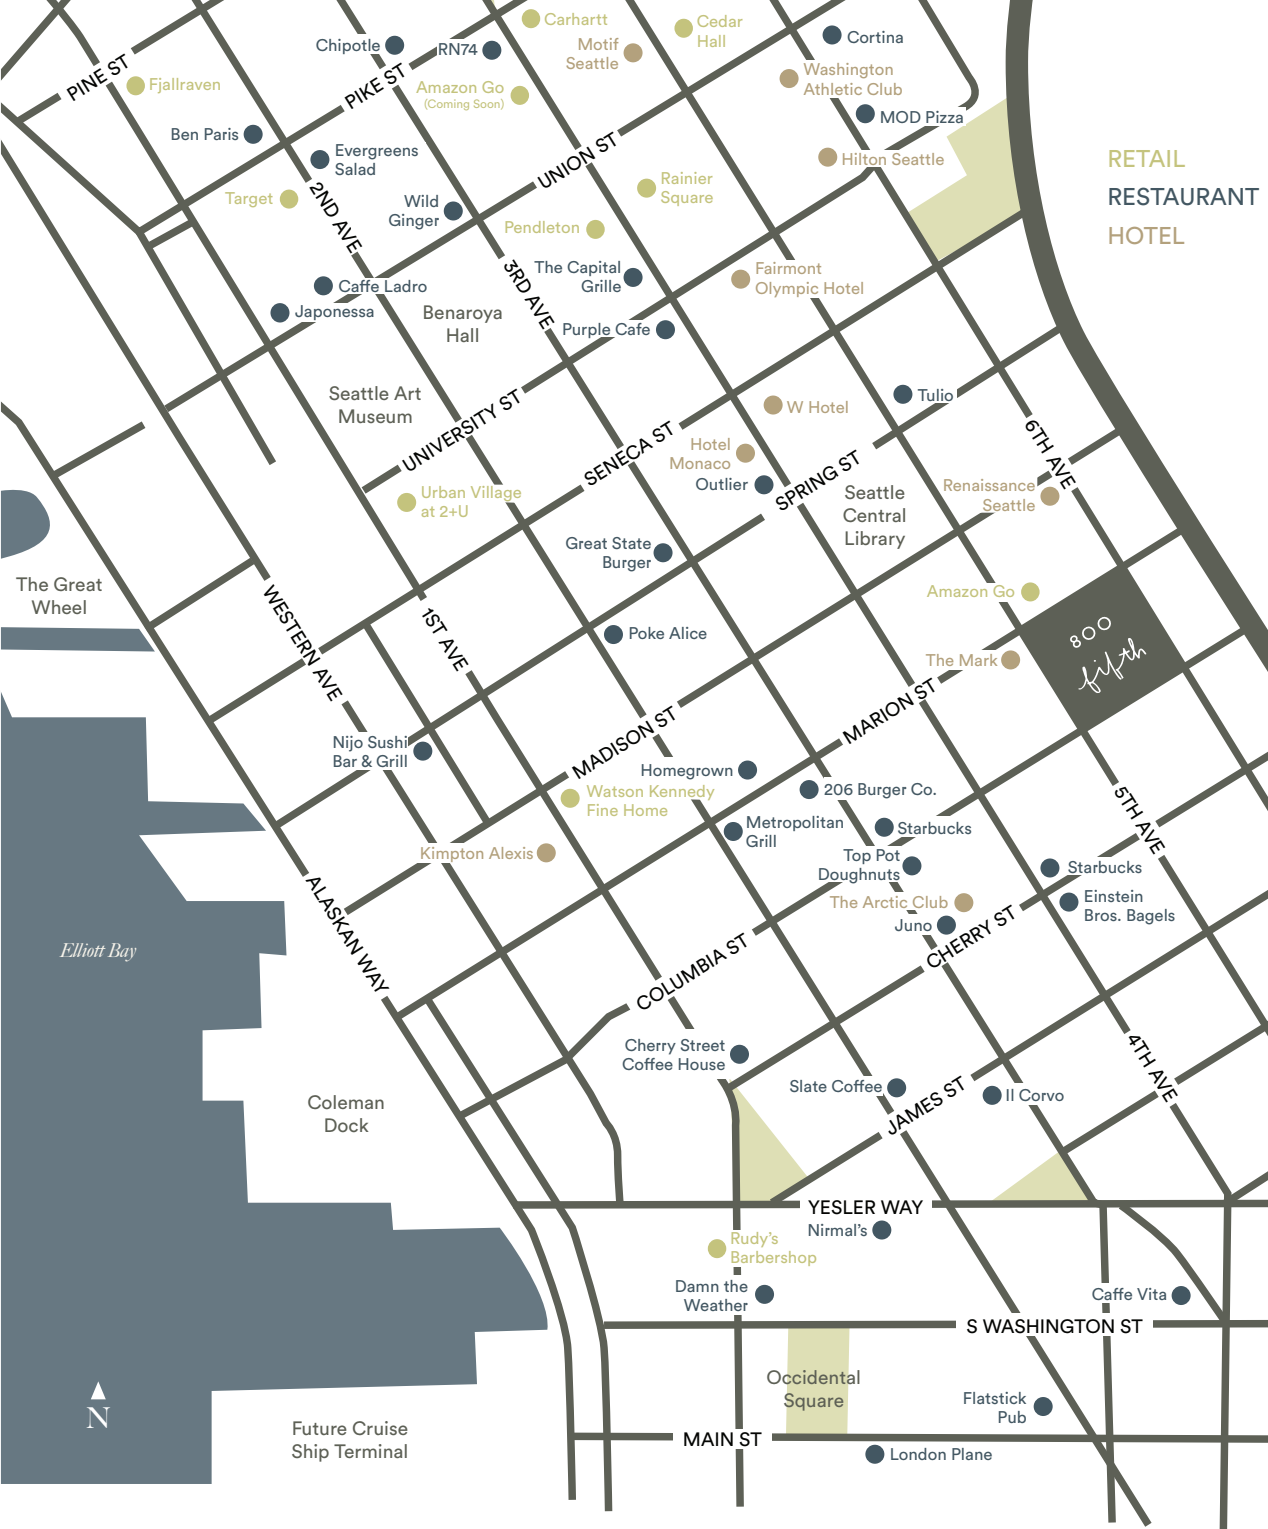 Carhartt
Cedar
Hall
Cortina
Chipotle
RN74
Motif
Seattle
PINE ST
Fjallraven
PIKE ST
Amazon Go
(Coming Soon)
Washington
Athletic Club
MOD Pizza
Ben Paris
Evergreens
Salad
UNION ST
Hilton Seattle
RETAIL
RESTAURANT
HOTEL
Target
2ND AVE
Wild
Ginger
Rainier
Square
Pendleton
Caffe Ladro
Japonessa
Benaroya
Hall
3RD AVE
The Capital
Grille
Fairmont
Olympic Hotel
Purple Cafe
Seattle Art
Museum
UNIVERSITY ST
W Hotel
Tulio
SENECA ST
Hotel
Monaco
Outlier
SPRING ST
6TH AVE
Urban Village
at 2+U
Seattle
Central
Library
Renaissance
Seattle
Great State
Burger
The Great
Wheel
WESTERN AVE
1ST AVE
Poke Alice
Amazon Go
800
fifth
The Mark
MARION ST
MADISON ST
Nijo Sushi
Bar & Grill
Homegrown
Watson Kennedy
Fine Home
206 Burger Co.
5TH AVE
Metropolitan
Grill
Starbucks
Kimpton Alexis
Top Pot
Doughnuts
Starbucks
The Arctic Club
Einstein
Bros. Bagels
Juno
CHERRY ST
ALASKAN WAY
Elliott Bay
COLUMBIA ST
Cherry Street
Coffee House
4TH AVE
Slate Coffee
JAMES ST
Il Corvo
Coleman
Dock
YESLER WAY
Nirmal's
Rudy's
Barbershop
Damn the
Weather
Caffe Vita
S WASHINGTON ST
Occidental
Square
Flatstick
Pub
N
Future Cruise
Ship Terminal
MAIN ST
London Plane